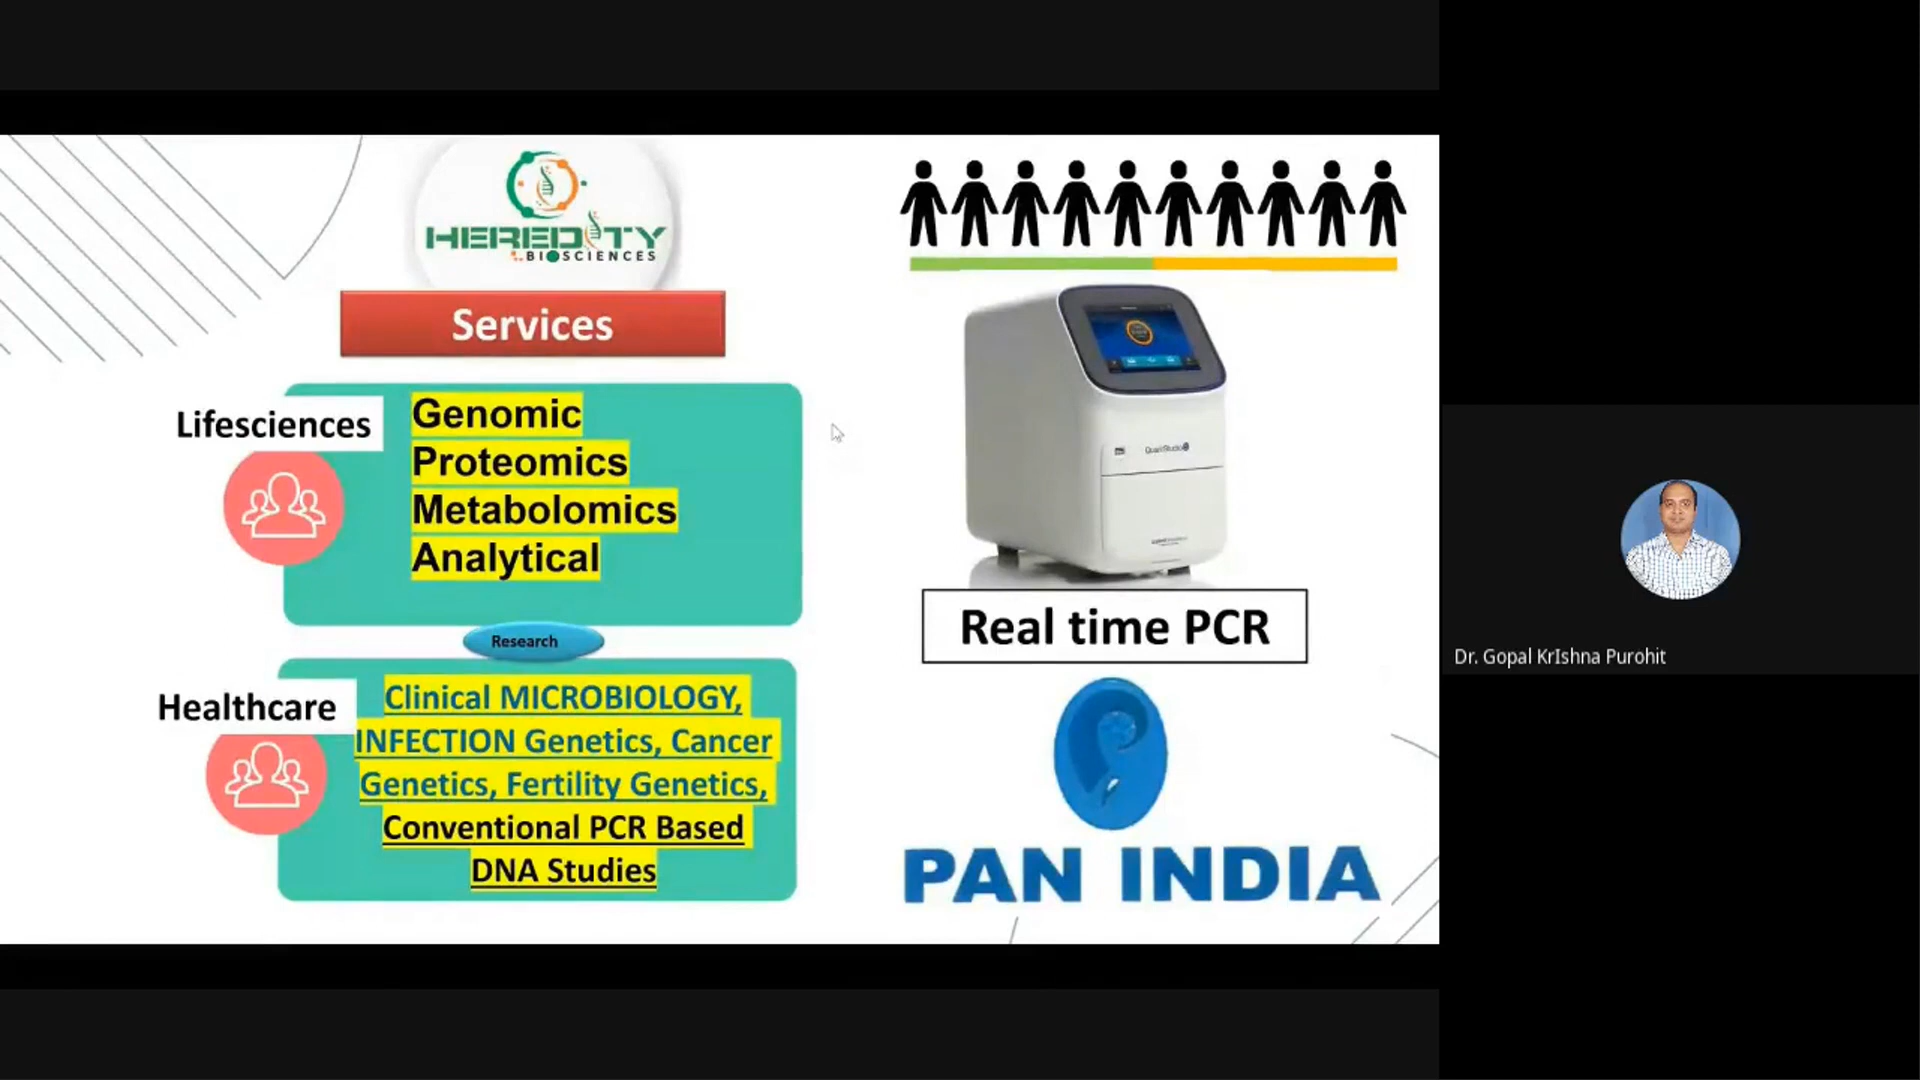 HEREDITY
BIOSCIENCES
Services
Lifesciences
Genomic
Proteomics
Metabolomics
Analytical
Research
Healthcare
Clinical MICROBIOLOGY,
INFECTION Genetics, Cancer
Genetics, Fertility Genetics,
Conventional PCR Based
DNA Studies
QuantStudio
Real time PCR
PAN INDIA
Dr. Gopal KrIshna Purohit